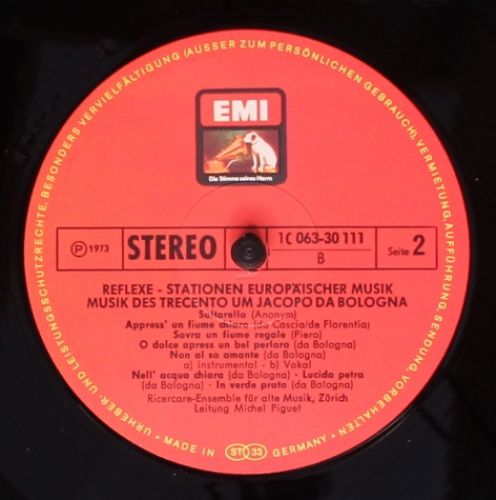 URHEBER- UND LEISTUNGSSCHUTZRECHTE, BESONDERS VERVIELFÄLTIGUNG (AUSSER ZUM PERSÖNLICHEN GEBRAUCH), VERMIETUNG, AUFFÜHRUNG, SENDUNG, VORBEHALTEN
EMI
Die Stimme seines Herrn
Ⓟ 1973
STEREO
1C 063-30 111
B
Seite 2
REFLEXE - STATIONEN EUROPÄISCHER MUSIK
MUSIK DES TRECENTO UM JACOPO DA BOLOGNA
Saltarello (Anonym)
Appress' un fiume chiaro (da Cascia/de Florentia)
Sovra un fiume regale (Piero)
O dolce apress un bel perlaro (da Bologna)
Non al so amante (da Bologna)
a) instrumental - b) Vokal
Nell' acqua chiara (da Bologna) - Lucida petra
(da Bologna) - In verde prato (da Bologna)
Ricercare-Ensemble für alte Musik, Zürich
Leitung Michel Piguet
MADE IN ST 33 GERMANY